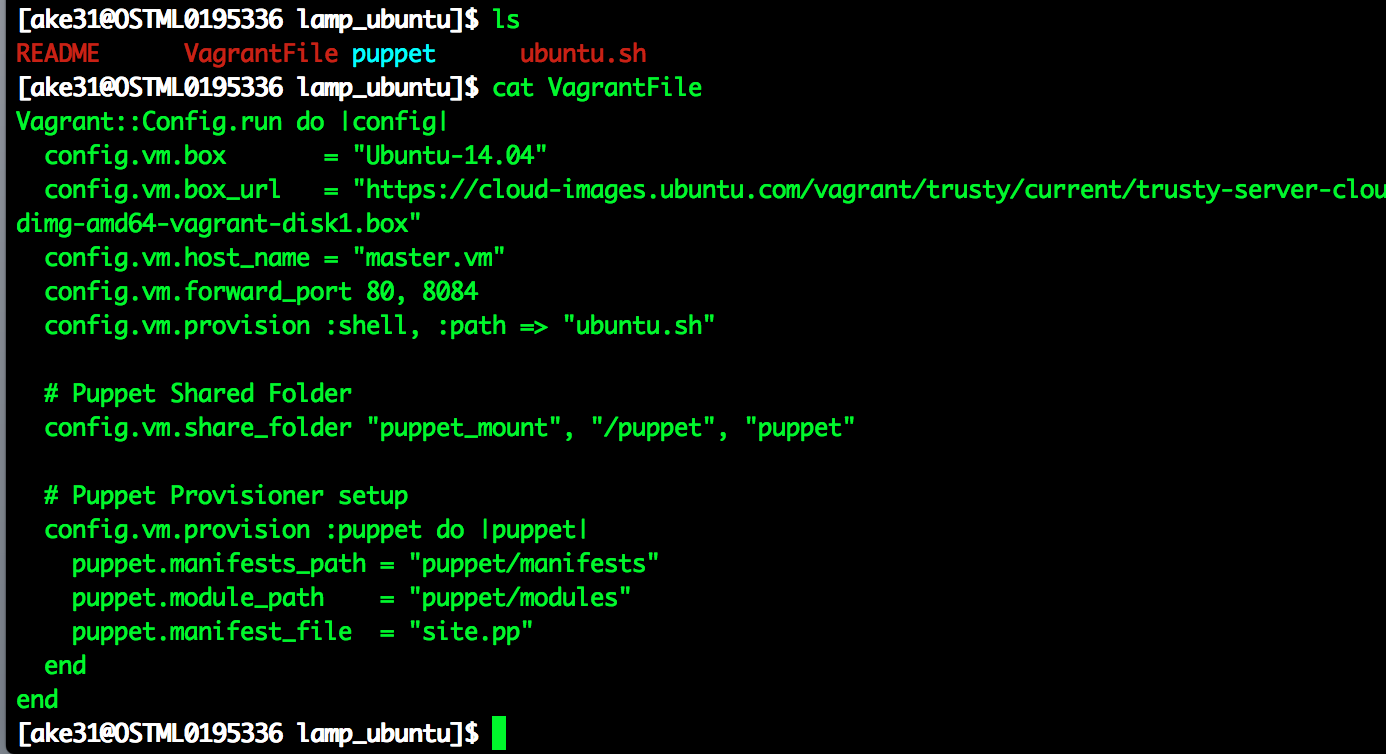 [ake31@OSTML0195336 lamp_ubuntu]$ ls
README      VagrantFile puppet      ubuntu.sh
[ake31@OSTML0195336 lamp_ubuntu]$ cat VagrantFile
Vagrant::Config.run do |config|
  config.vm.box       = "Ubuntu-14.04"
  config.vm.box_url   = "https://cloud-images.ubuntu.com/vagrant/trusty/current/trusty-server-clou
dimg-amd64-vagrant-disk1.box"
  config.vm.host_name = "master.vm"
  config.vm.forward_port 80, 8084
  config.vm.provision :shell, :path => "ubuntu.sh"

  # Puppet Shared Folder
  config.vm.share_folder "puppet_mount", "/puppet", "puppet"

  # Puppet Provisioner setup
  config.vm.provision :puppet do |puppet|
    puppet.manifests_path = "puppet/manifests"
    puppet.module_path    = "puppet/modules"
    puppet.manifest_file  = "site.pp"
  end
end
[ake31@OSTML0195336 lamp_ubuntu]$